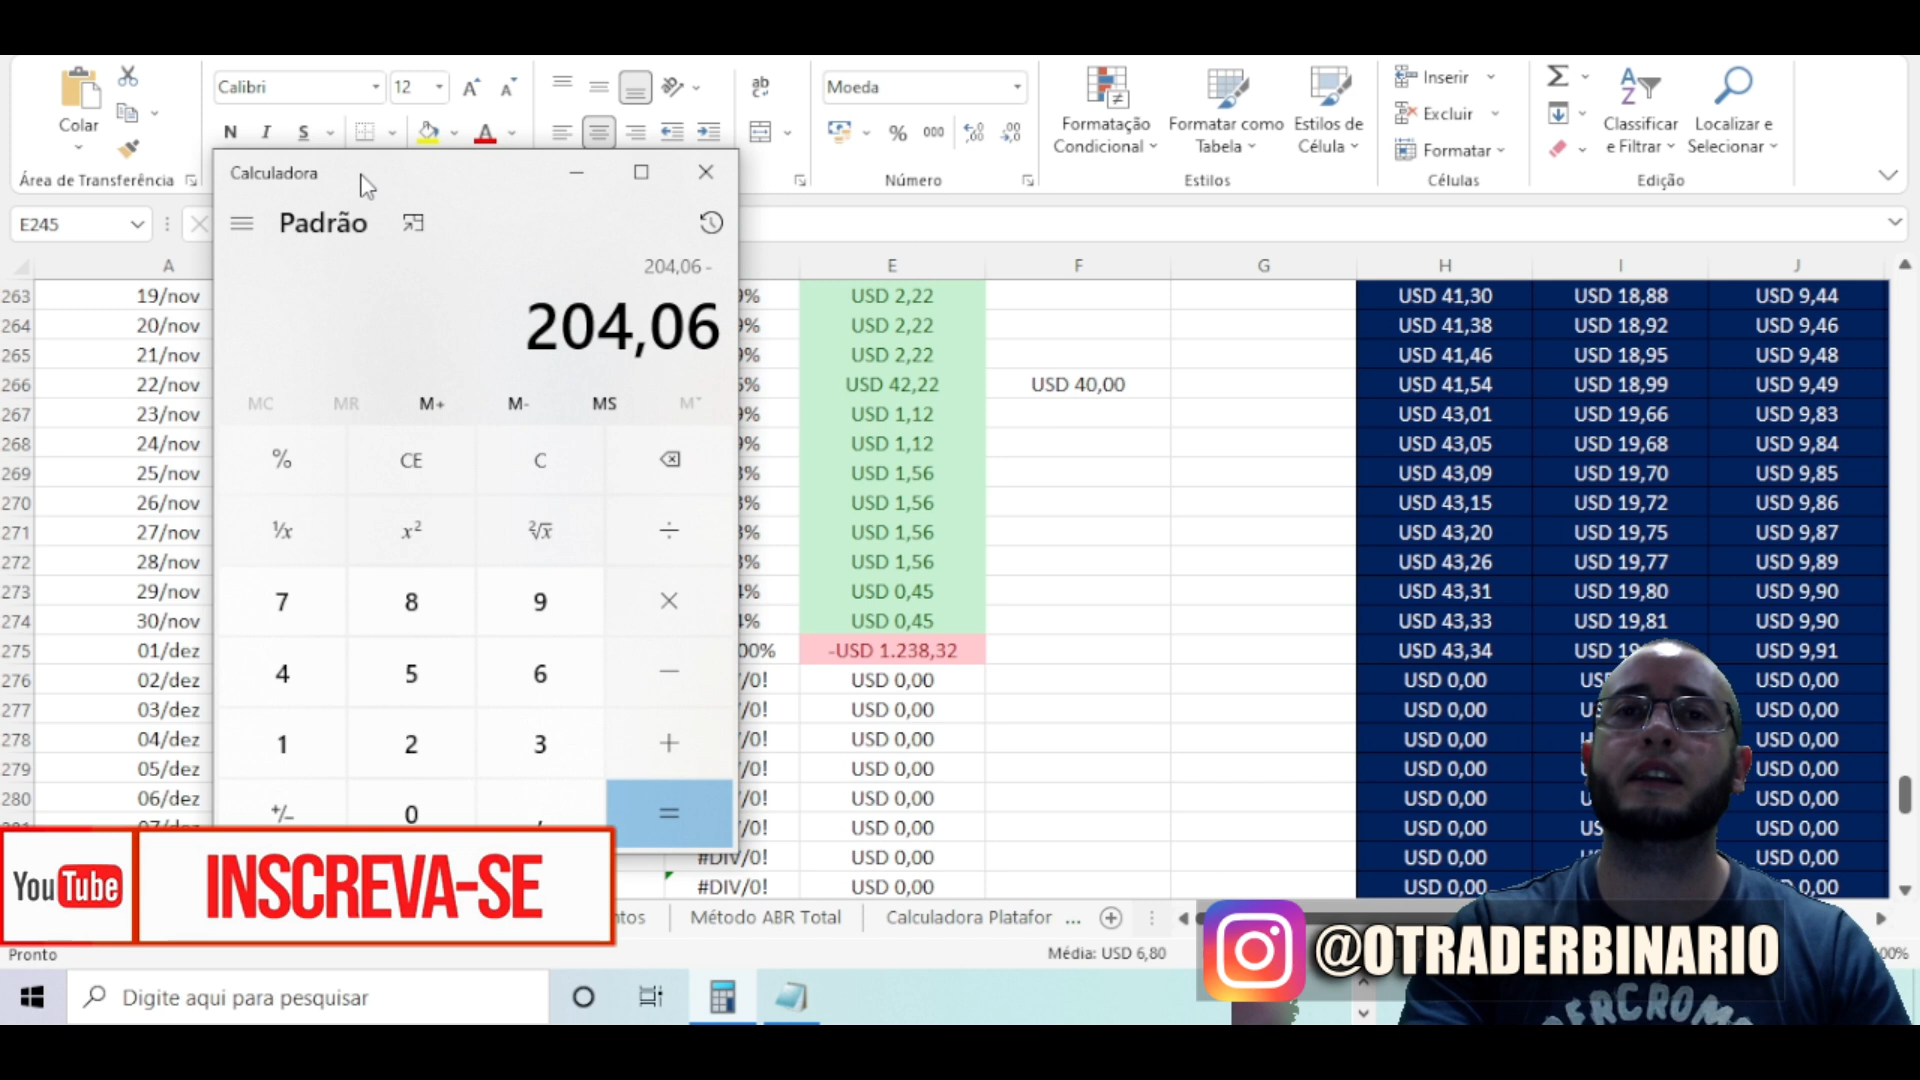 Colar
Área de Transferência
Calibri
12
N I S
Moeda
% 000
Número
Formatação
Condicional
Formatar como
Tabela
Estilos de
Célula
Estilos
Inserir
Excluir
Formatar
Células
Classificar
e Filtrar
Localizar e
Selecionar
Edição
E245
Calculadora
Padrão
204,06 -
204,06
MC MR M+ M- MS M
% CE C
7 8 9 ×
4 5 6 −
1 2 3 +
+/− 0 , =
A E F G H I J
263 19/nov 9% USD 2,22 USD 41,30 USD 18,88 USD 9,44
264 20/nov 9% USD 2,22 USD 41,38 USD 18,92 USD 9,46
265 21/nov 9% USD 2,22 USD 41,46 USD 18,95 USD 9,48
266 22/nov USD 42,22 USD 40,00 USD 41,54 USD 18,99 USD 9,49
267 23/nov 9% USD 1,12 USD 43,01 USD 19,66 USD 9,83
268 24/nov 9% USD 1,12 USD 43,05 USD 19,68 USD 9,84
269 25/nov USD 1,56 USD 43,09 USD 19,70 USD 9,85
270 26/nov USD 1,56 USD 43,15 USD 19,72 USD 9,86
271 27/nov USD 1,56 USD 43,20 USD 19,75 USD 9,87
272 28/nov USD 1,56 USD 43,26 USD 19,77 USD 9,89
273 29/nov USD 0,45 USD 43,31 USD 19,80 USD 9,90
274 30/nov USD 0,45 USD 43,33 USD 19,81 USD 9,90
275 01/dez 00% -USD 1.238,32 USD 43,34 USD 19 USD 9,91
276 02/dez /0! USD 0,00 USD 0,00 USD 0,00
277 03/dez /0! USD 0,00 USD 0,00 USD 0,00
278 04/dez /0! USD 0,00 USD 0,00 USD 0,00
279 05/dez /0! USD 0,00 USD 0,00 USD 0,00
280 06/dez /0! USD 0,00 USD 0,00 USD 0,00
/0! USD 0,00 USD 0,00 USD 0,00
#DIV/0! USD 0,00 USD 0,00 USD 0,00
#DIV/0! USD 0,00 USD 0,00 0,00
YouTube
INSCREVA-SE
Método ABR Total
Calculadora Platafor ...
Pronto
Média: USD 6,80
@OTRADERBINARIO
Digite aqui para pesquisar